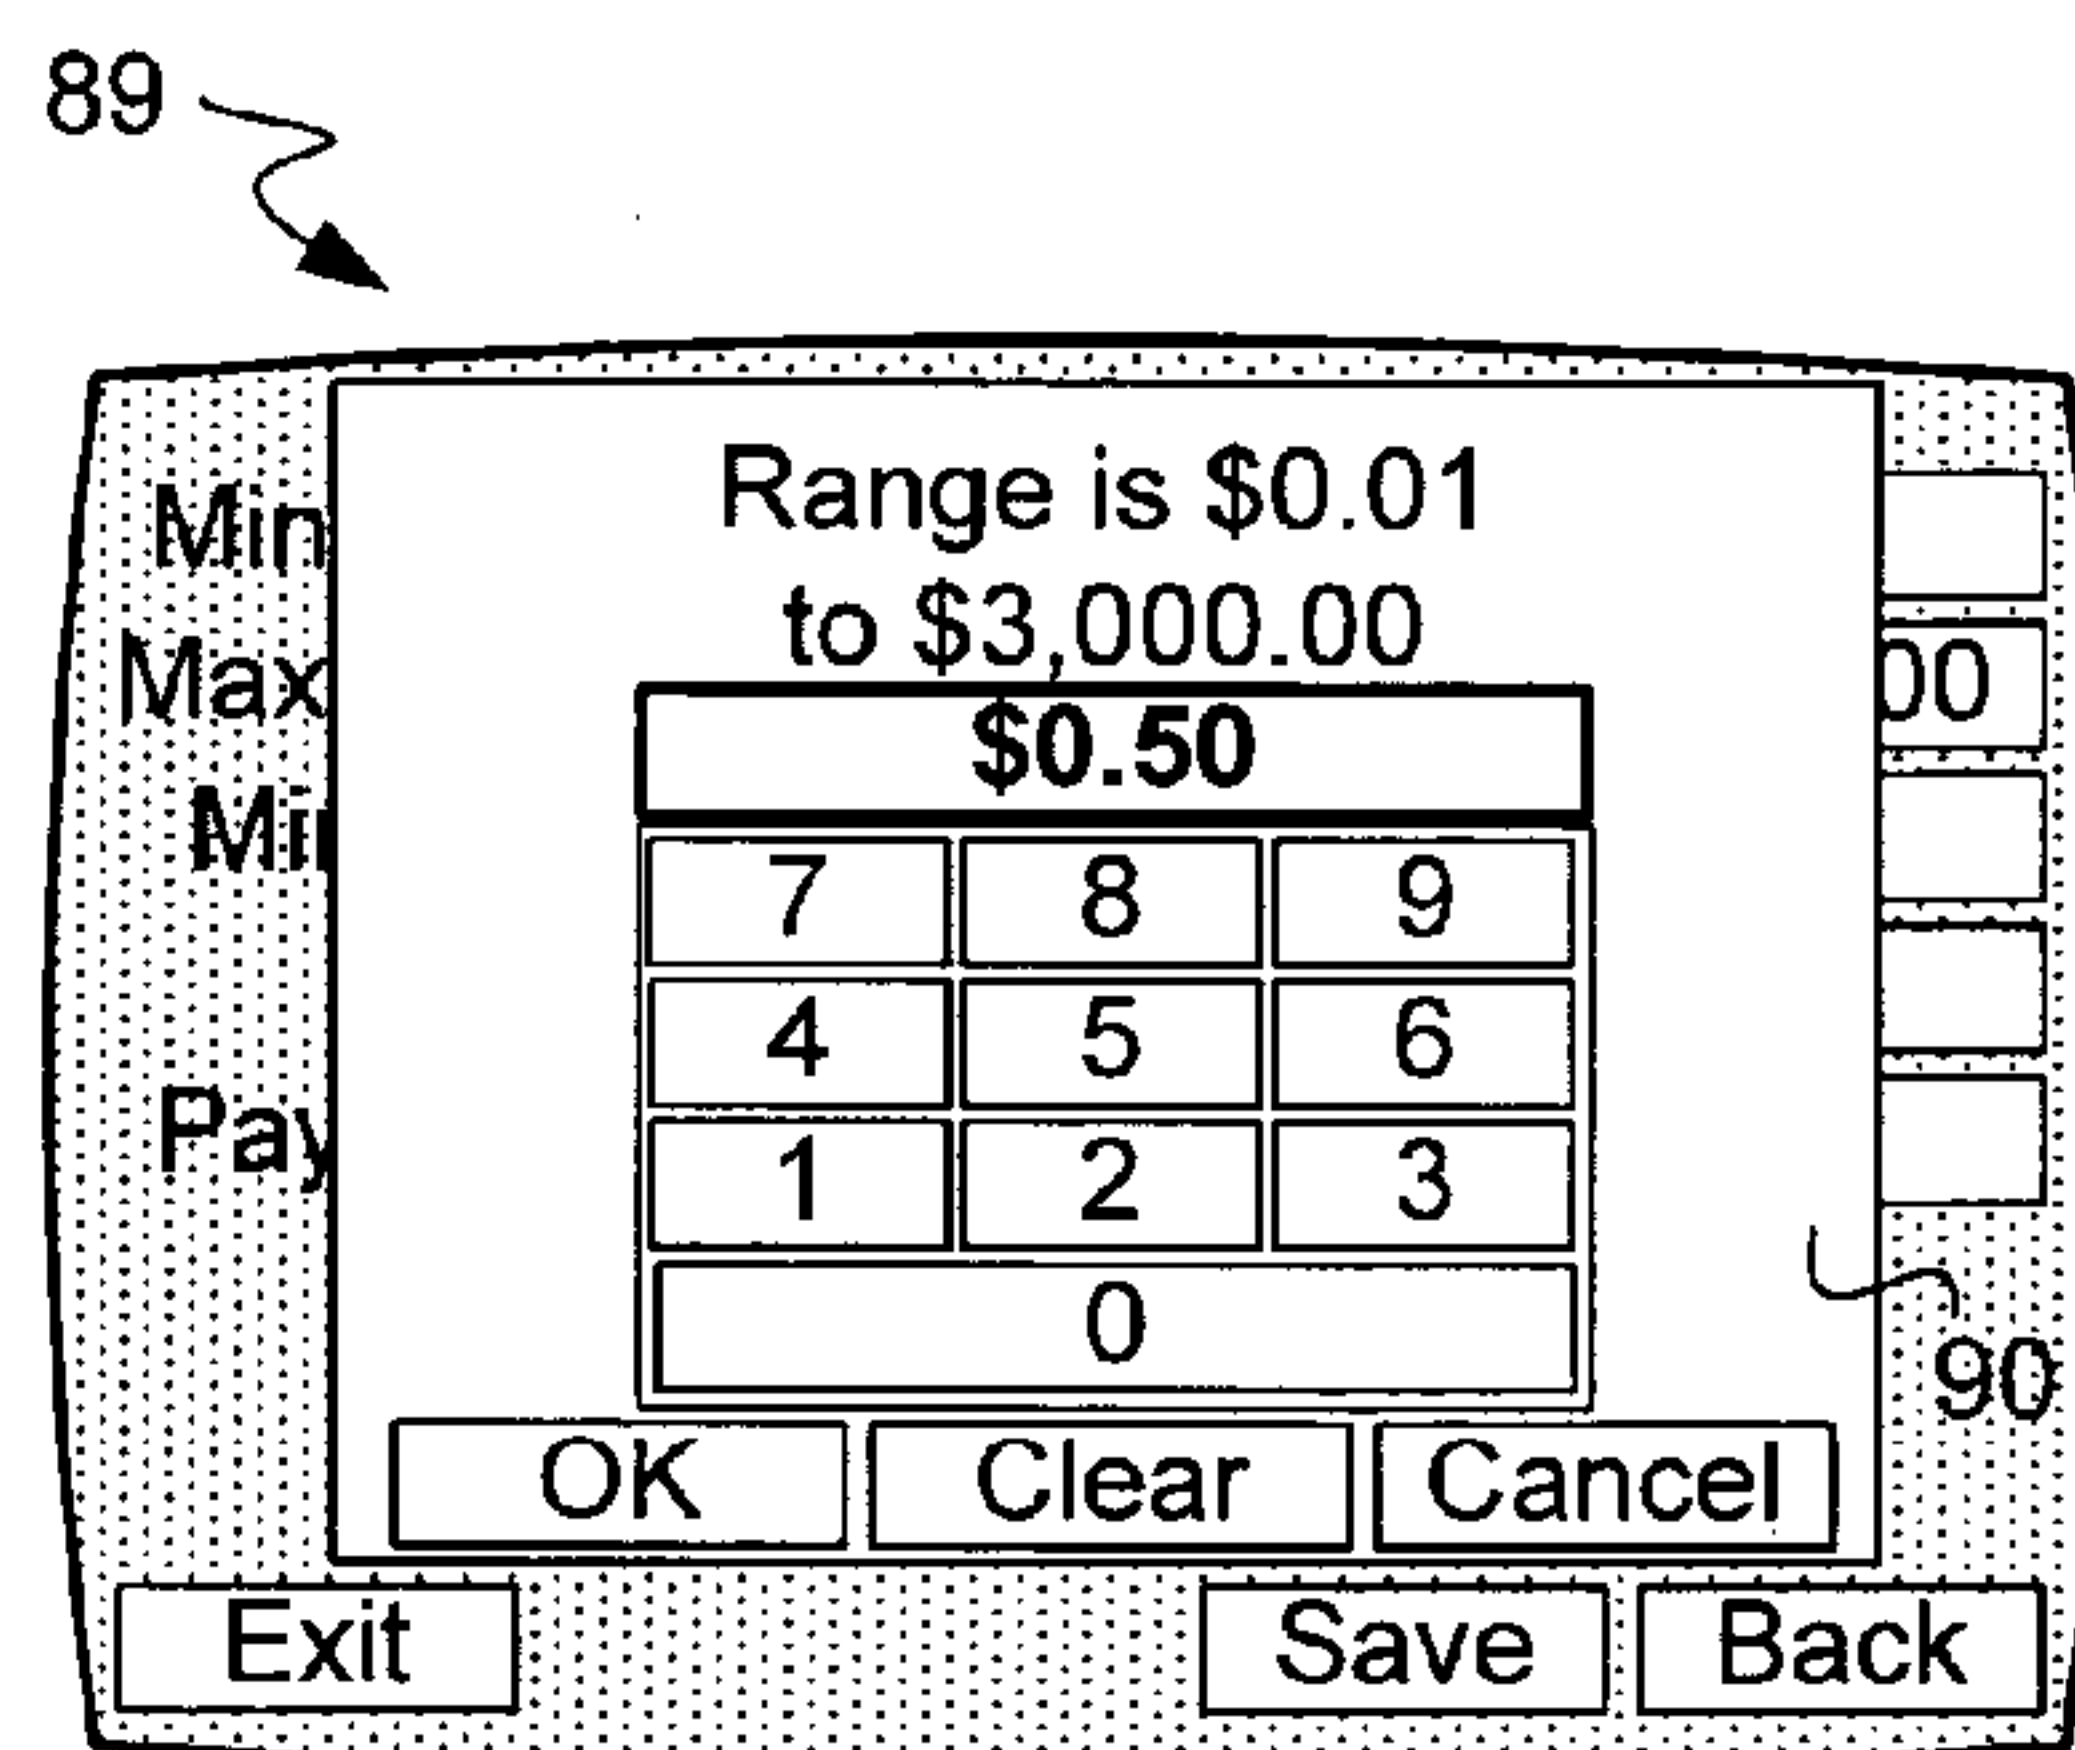 89
Range is $0.01
to $3,000.00
Min
Max
00
$0.50
7 8 9
4 5 6
1 2 3
Pay
0
90
OK Clear Cancel
Exit Save Back